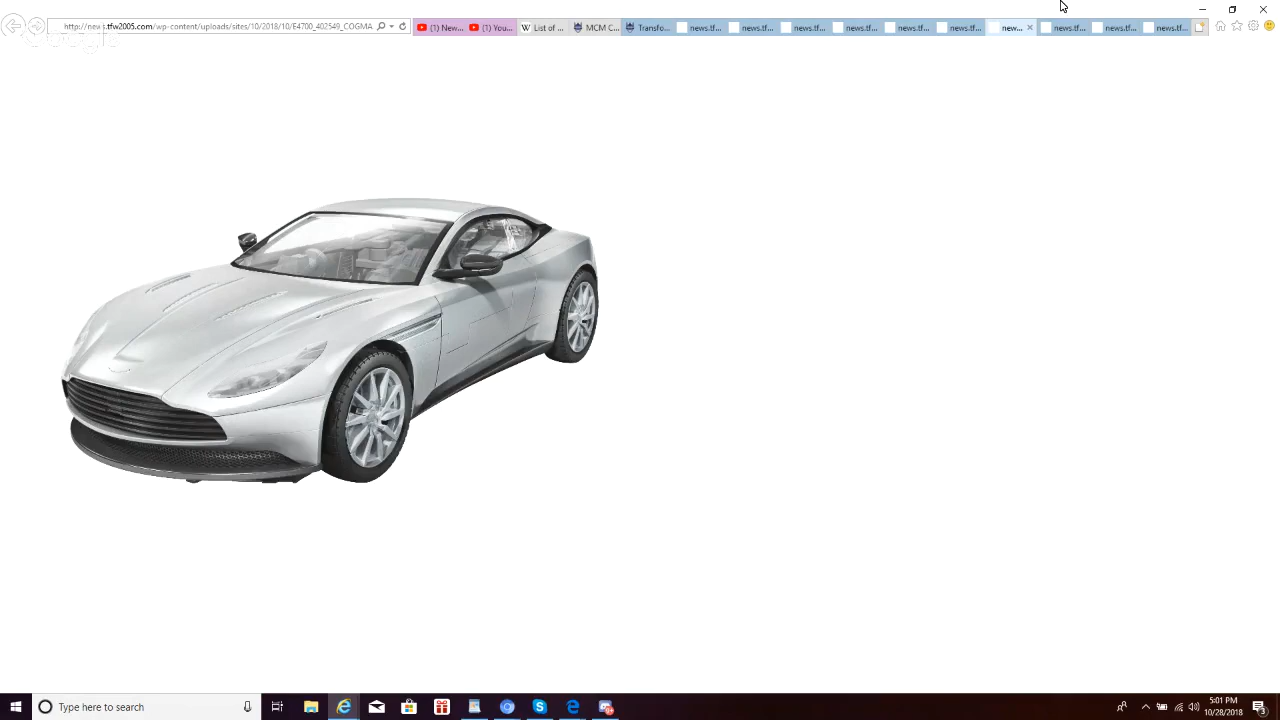 http://news.tfw2005.com/wp-content/uploads/sites/10/2018/10/E4700_402549_COGMA
(1) New...
(1) You...
List of ...
MCM C...
Transfo...
news.tf...
news.tf...
news.tf...
news.tf...
news.tf...
news.tf...
new...
news.tf...
news.tf...
news.tf...
Type here to search
5:01 PM
10/28/2018
3